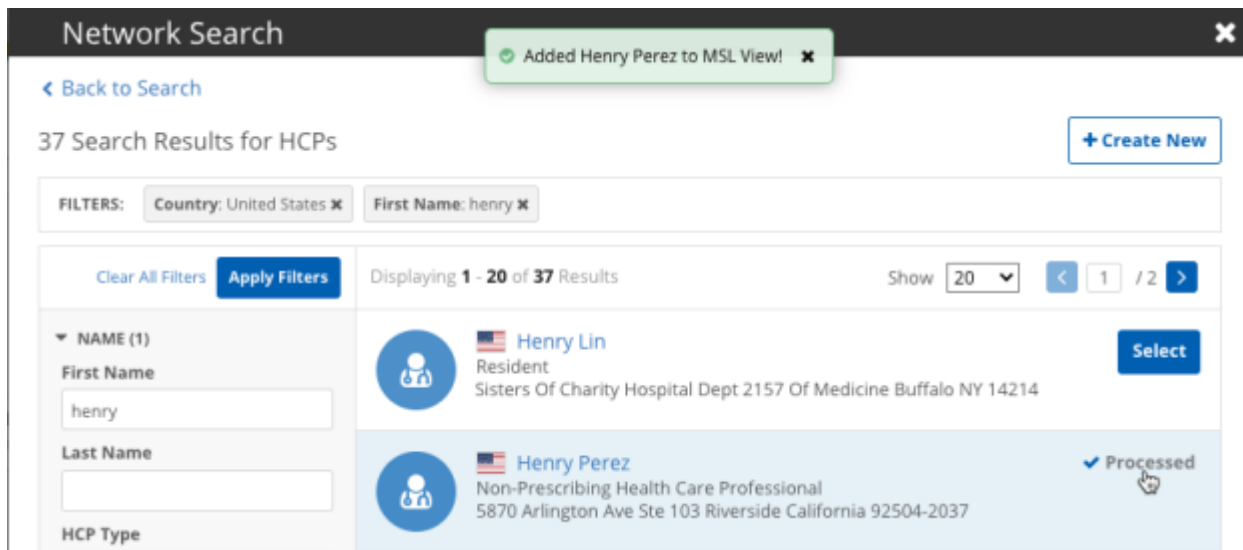 Network Search
Added Henry Perez to MSL View!
Back to Search
37 Search Results for HCPs
+ Create New
FILTERS: Country: United States First Name: henry
Clear All Filters Apply Filters
Displaying 1 - 20 of 37 Results
Show 20 1 / 2
NAME (1)
First Name
henry
Last Name
HCP Type
Henry Lin
Resident
Sisters Of Charity Hospital Dept 2157 Of Medicine Buffalo NY 14214
Select
Henry Perez
Non-Prescribing Health Care Professional
5870 Arlington Ave Ste 103 Riverside California 92504-2037
Processed